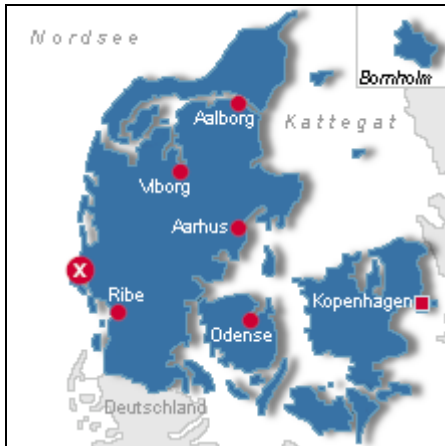 Nordsee
Bornholm
Aalborg
Kattegat
Viborg
Aarhus
X
Ribe
Kopenhagen
Odense
Deutschland